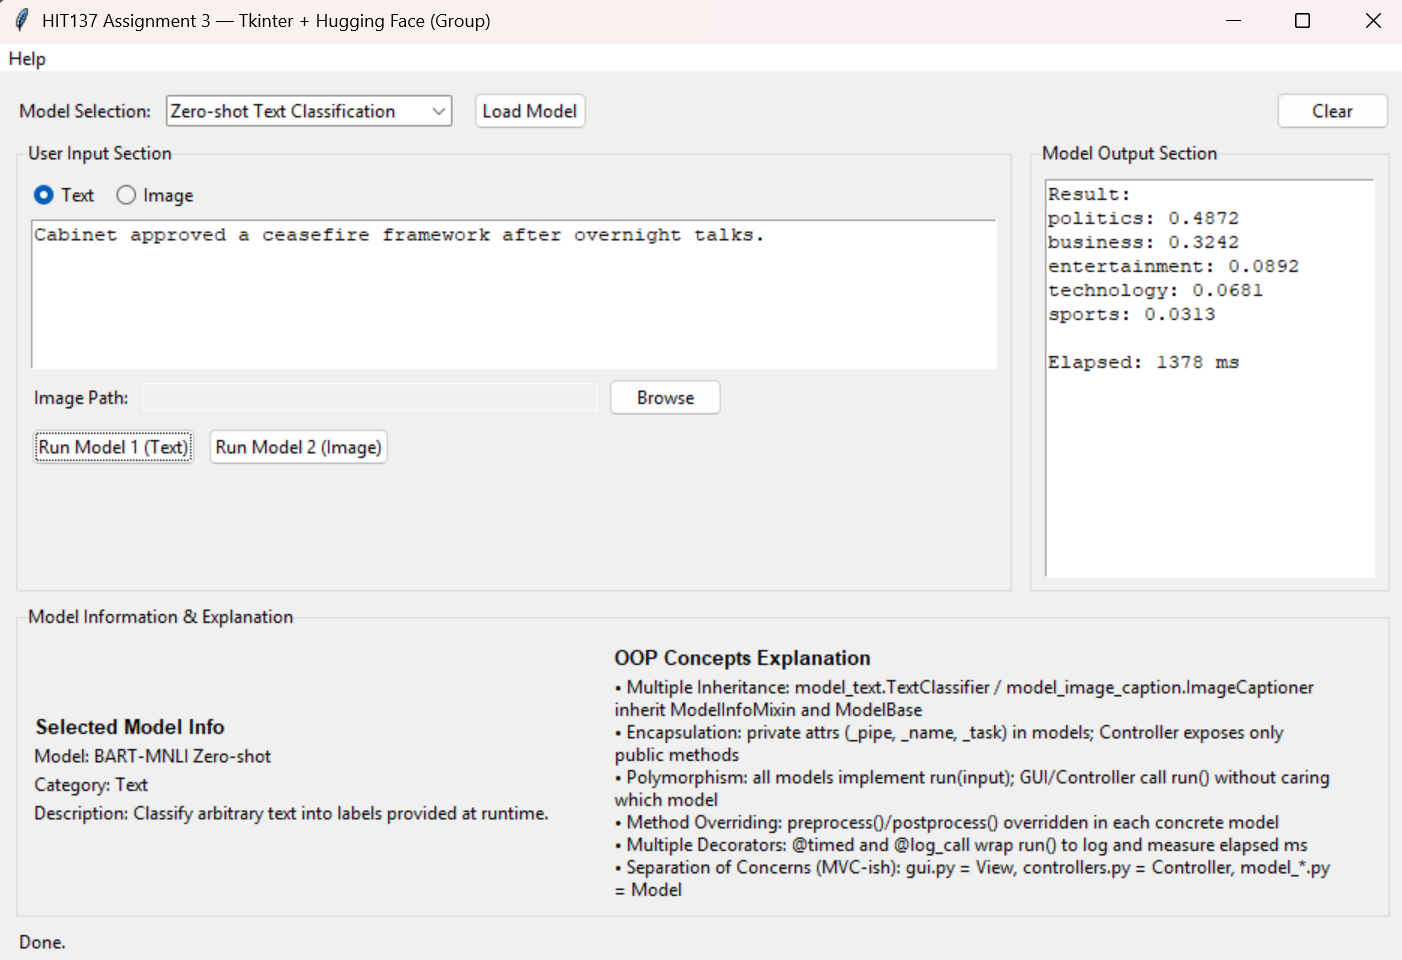 HIT137 Assignment 3 — Tkinter + Hugging Face (Group)
Help
Model Selection: Zero-shot Text Classification Load Model Clear
User Input Section
Text Image
Cabinet approved a ceasefire framework after overnight talks.
Image Path: Browse
Run Model 1 (Text) Run Model 2 (Image)
Model Output Section
Result:
politics: 0.4872
business: 0.3242
entertainment: 0.0892
technology: 0.0681
sports: 0.0313
Elapsed: 1378 ms
Model Information & Explanation
Selected Model Info
Model: BART-MNLI Zero-shot
Category: Text
Description: Classify arbitrary text into labels provided at runtime.
OOP Concepts Explanation
• Multiple Inheritance: model_text.TextClassifier / model_image_caption.ImageCaptioner
inherit ModelInfoMixin and ModelBase
• Encapsulation: private attrs (_pipe, _name, _task) in models; Controller exposes only
public methods
• Polymorphism: all models implement run(input); GUI/Controller call run() without caring
which model
• Method Overriding: preprocess()/postprocess() overridden in each concrete model
• Multiple Decorators: @timed and @log_call wrap run() to log and measure elapsed ms
• Separation of Concerns (MVC-ish): gui.py = View, controllers.py = Controller, model_*.py
= Model
Done.